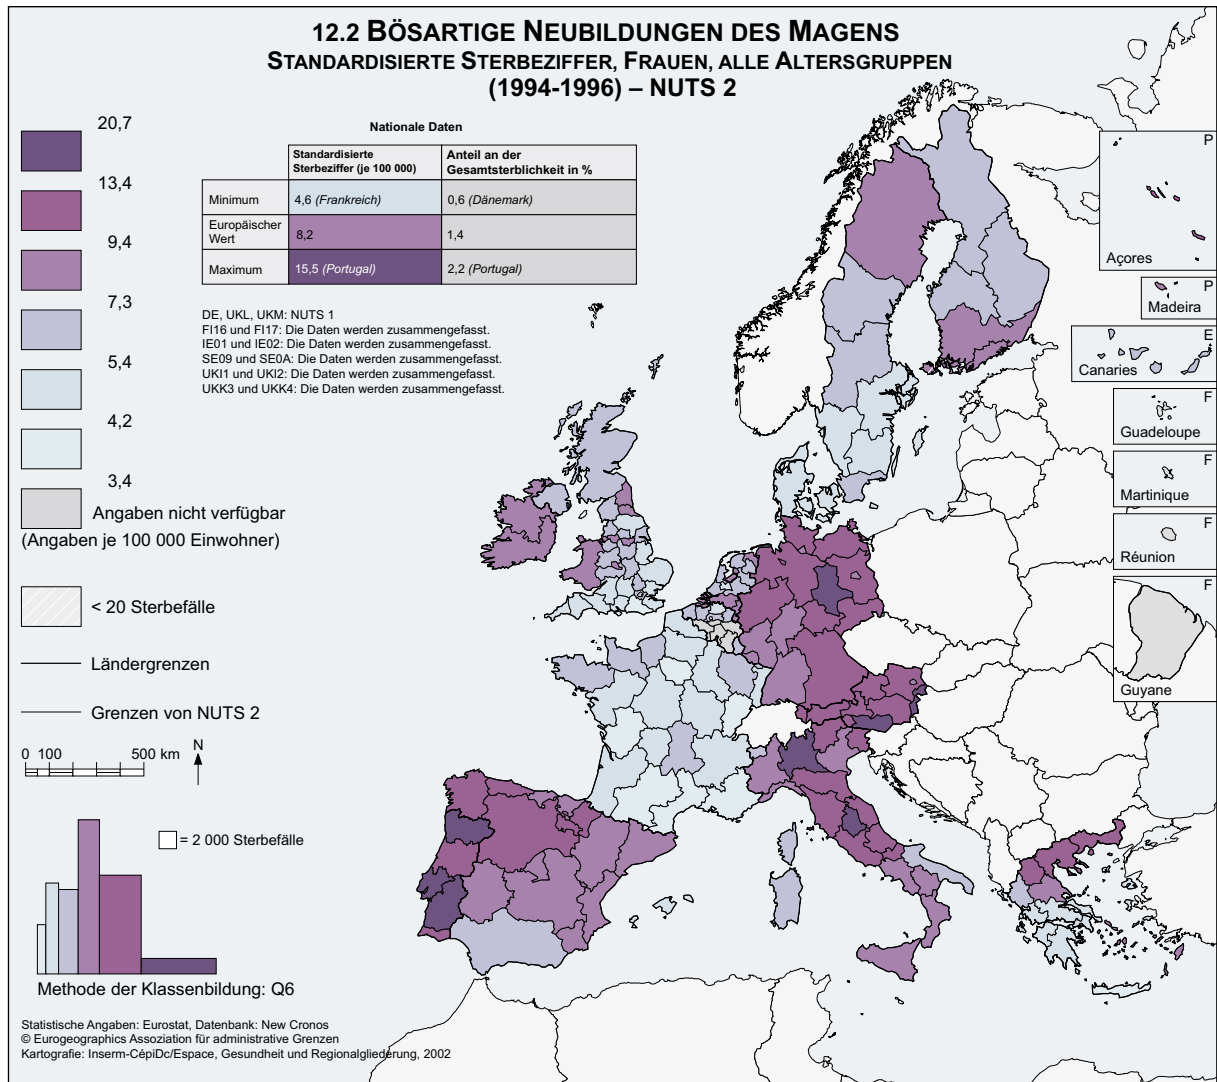 12.2 BÖSARTIGE NEUBILDUNGEN DES MAGENS
STANDARDISIERTE STERBEZIFFER, FRAUEN, ALLE ALTERSGRUPPEN
(1994-1996) – NUTS 2
20,7
13,4
9,4
7,3
5,4
4,2
3,4
Angaben nicht verfügbar
(Angaben je 100 000 Einwohner)
< 20 Sterbefälle
Ländergrenzen
Grenzen von NUTS 2
0 100 500 km
N
= 2 000 Sterbefälle
Methode der Klassenbildung: Q6
Statistische Angaben: Eurostat, Datenbank: New Cronos
© Eurogeographics Assoziation für administrative Grenzen
Kartografie: Inserm-CépiDc/Espace, Gesundheit und Regionalgliederung, 2002
Nationale Daten
Standardisierte Sterbeziffer (je 100 000)
Anteil an der Gesamtsterblichkeit in %
Minimum 4,6 (Frankreich) 0,6 (Dänemark)
Europäischer Wert 8,2 1,4
Maximum 15,5 (Portugal) 2,2 (Portugal)
DE, UKL, UKM: NUTS 1
FI16 und FI17: Die Daten werden zusammengefasst.
IE01 und IE02: Die Daten werden zusammengefasst.
SE09 und SE0A: Die Daten werden zusammengefasst.
UKI1 und UKI2: Die Daten werden zusammengefasst.
UKK3 und UKK4: Die Daten werden zusammengefasst.
P
Açores
P
Madeira
E
Canaries
F
Guadeloupe
F
Martinique
F
Réunion
F
Guyane